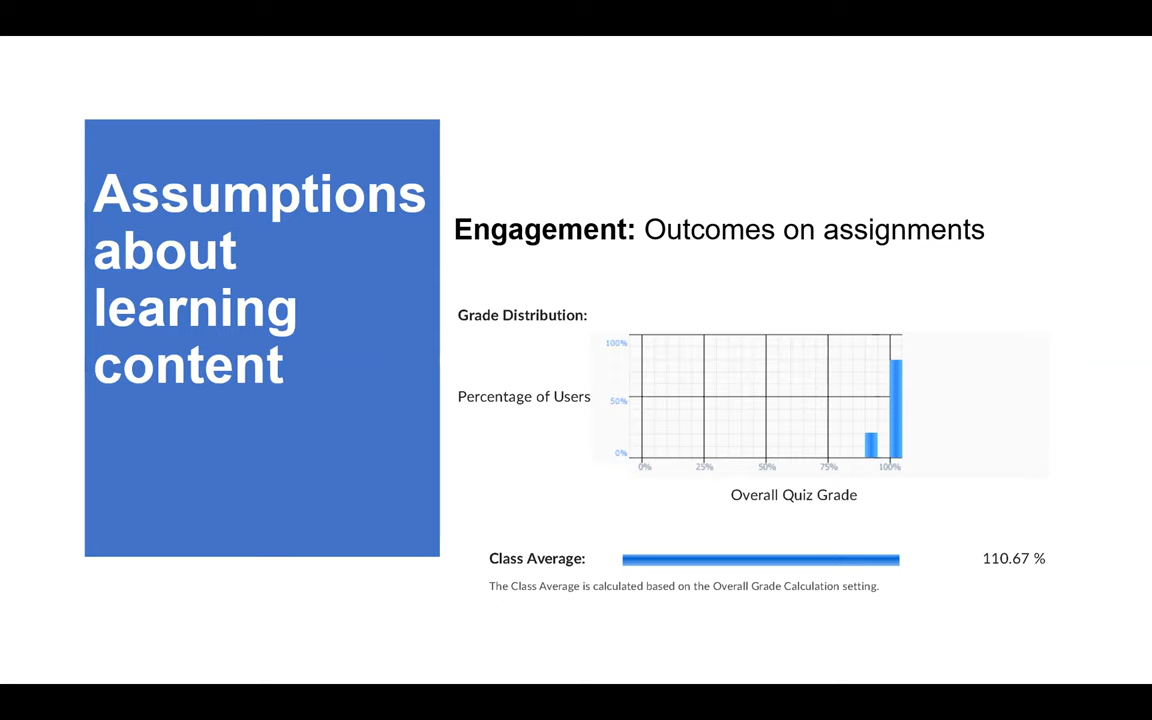 Assumptions
about
learning
content
Engagement: Outcomes on assignments
Grade Distribution:
100%
Percentage of Users
50%
0%
0%
25%
50%
75%
100%
Overall Quiz Grade
Class Average:
110.67 %
The Class Average is calculated based on the Overall Grade Calculation setting.